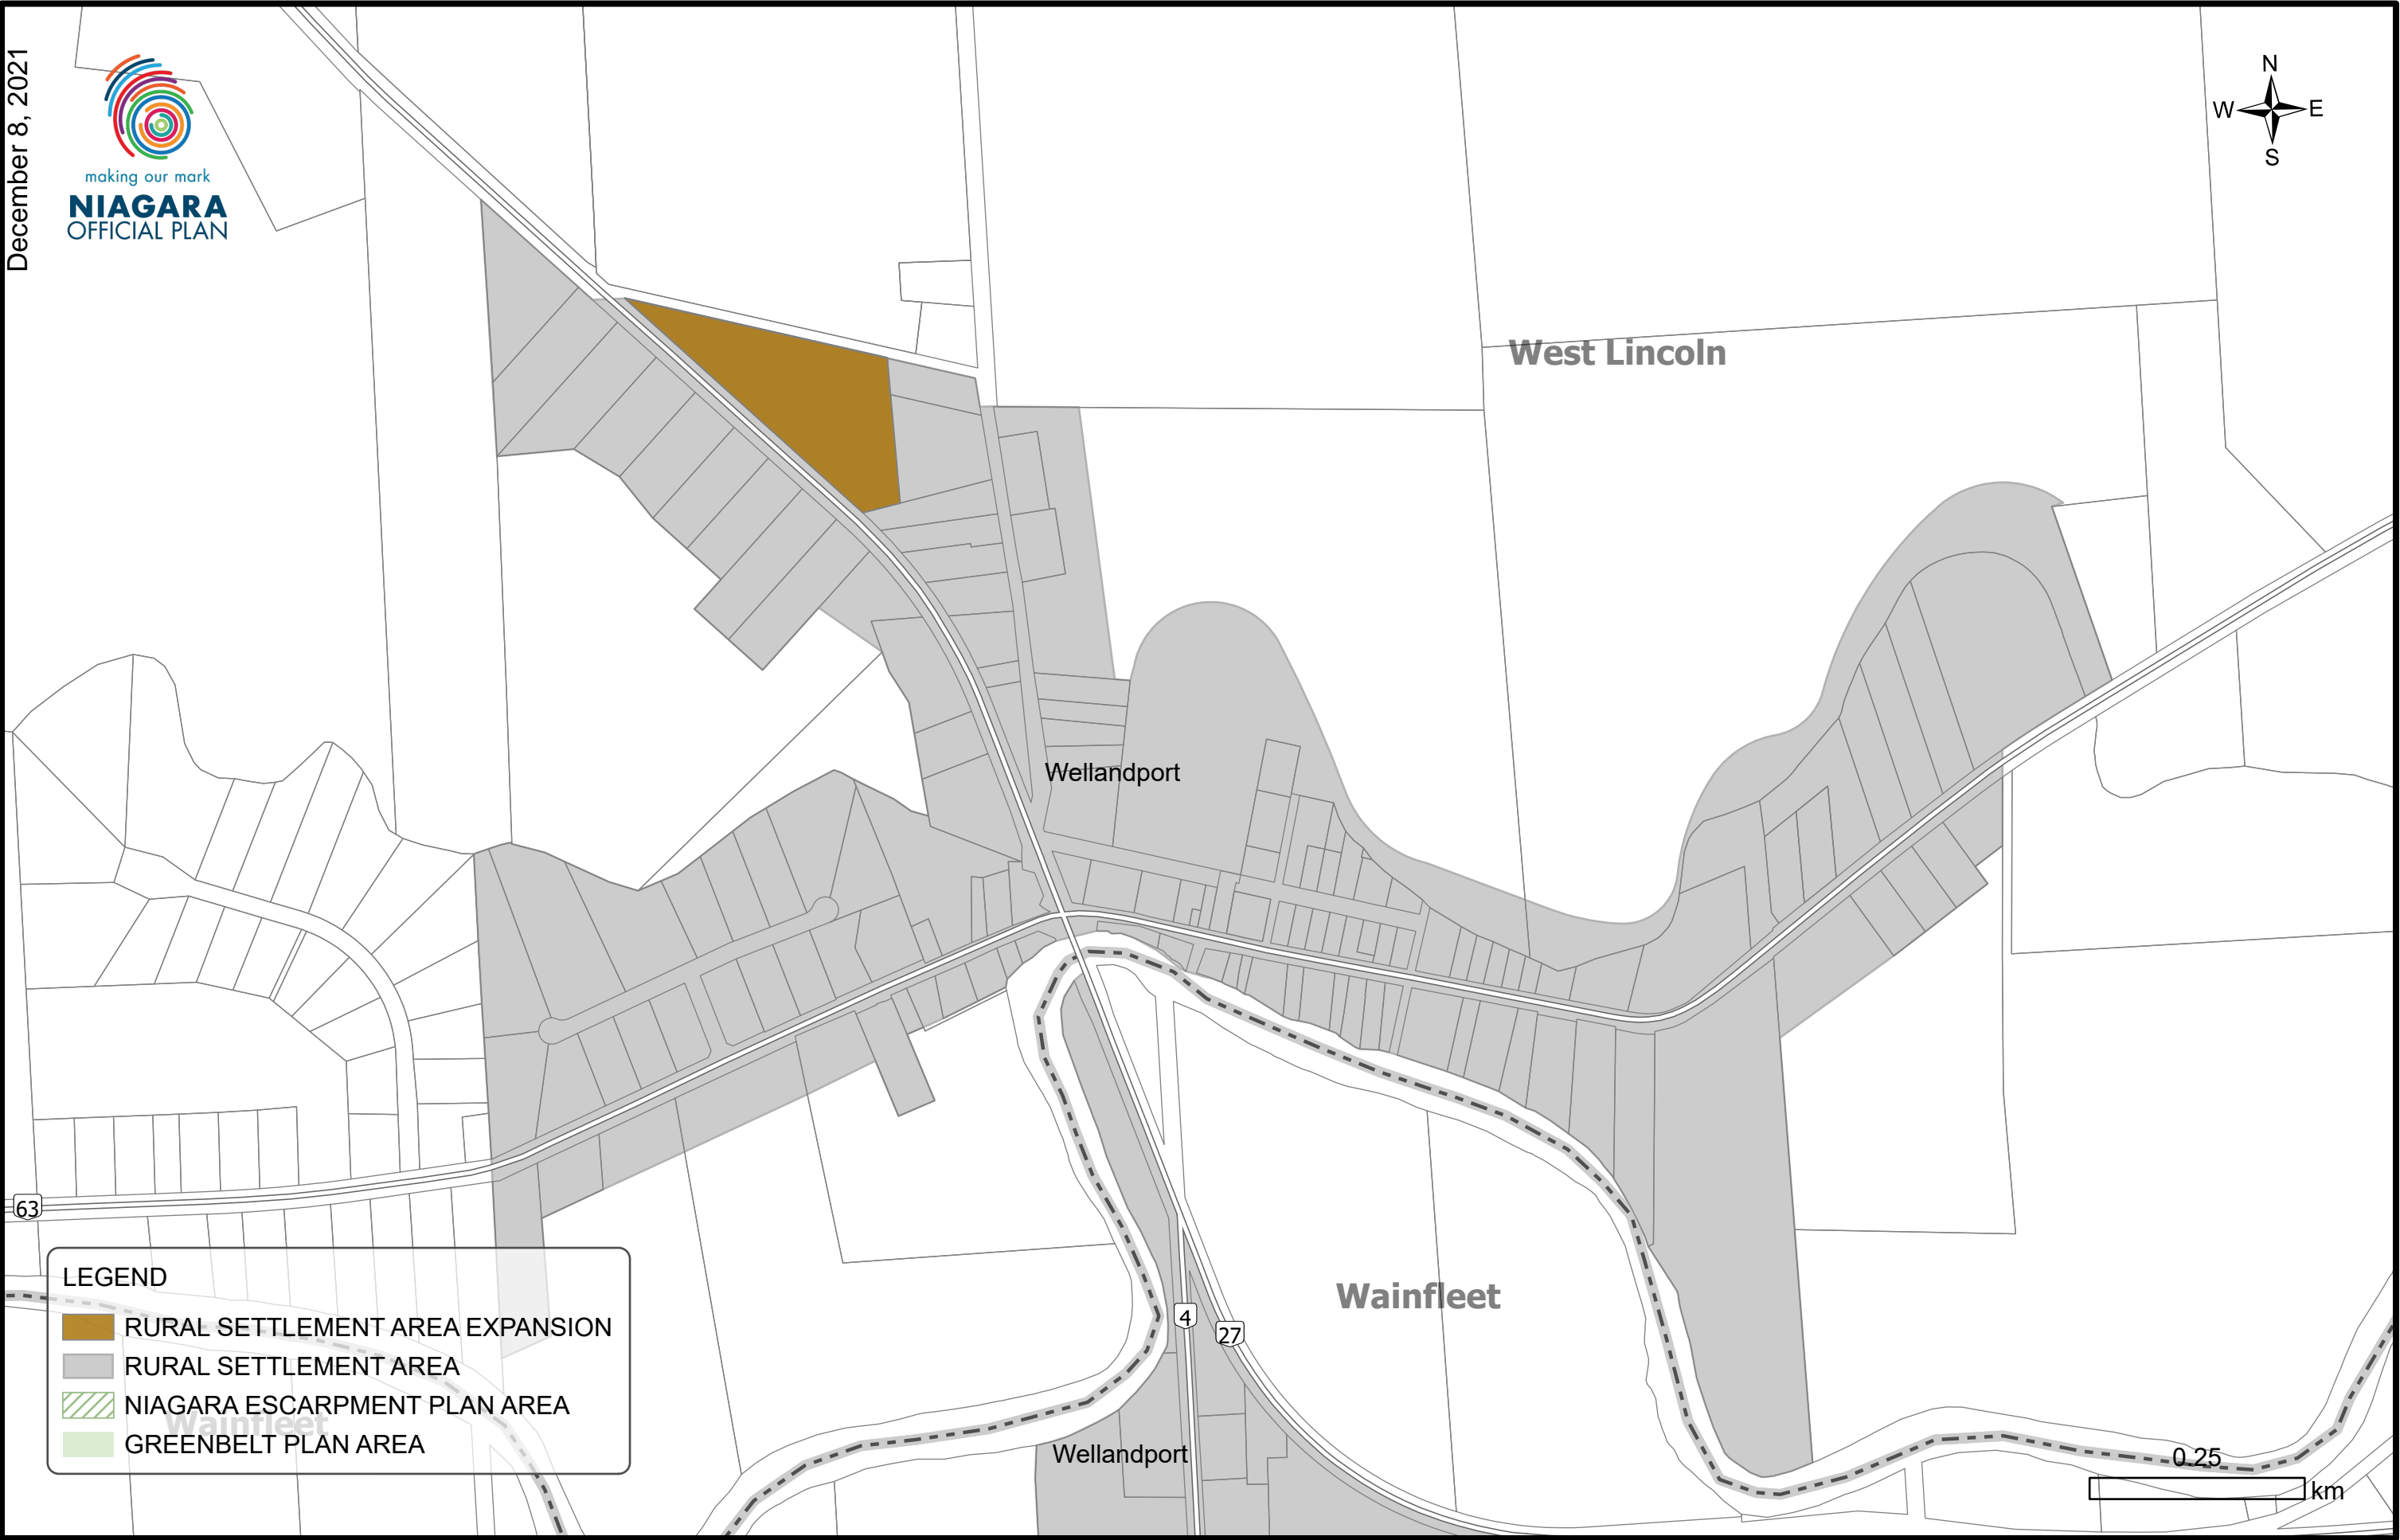 December 8, 2021
making our mark
NIAGARA
OFFICIAL PLAN
N
W E
S
West Lincoln
Wellandport
63
Wainfleet
4
27
LEGEND
RURAL SETTLEMENT AREA EXPANSION
RURAL SETTLEMENT AREA
NIAGARA ESCARPMENT PLAN AREA
Wainfleet
GREENBELT PLAN AREA
Wellandport
0.25
km